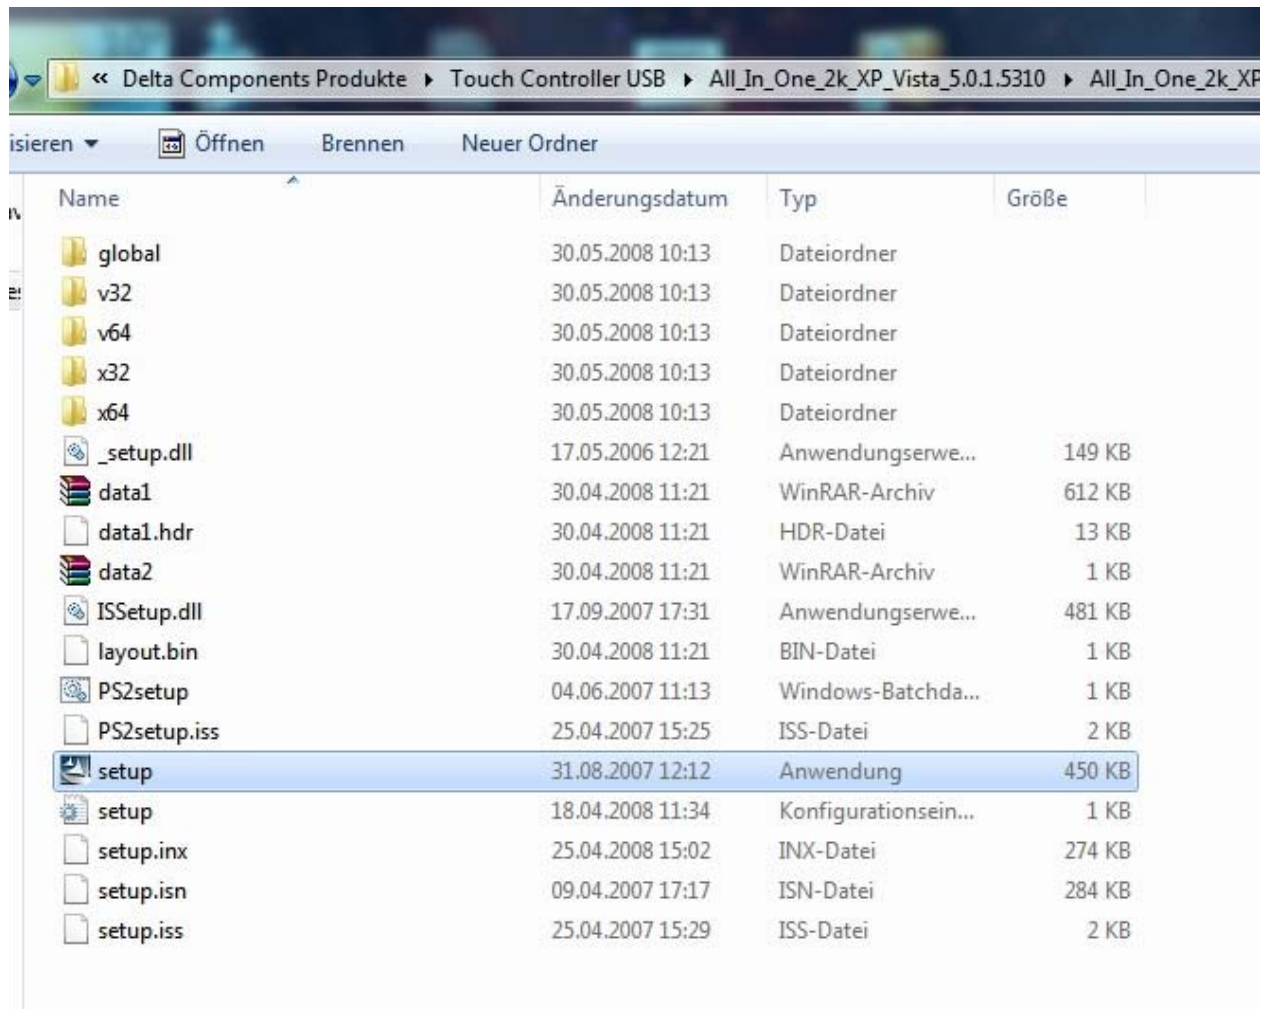 « Delta Components Produkte Touch Controller USB All_In_One_2k_XP_Vista_5.0.1.5310 All_In_One_2k_XP
isieren Öffnen Brennen Neuer Ordner
Name Änderungsdatum Typ Größe
global 30.05.2008 10:13 Dateiordner
v32 30.05.2008 10:13 Dateiordner
v64 30.05.2008 10:13 Dateiordner
x32 30.05.2008 10:13 Dateiordner
x64 30.05.2008 10:13 Dateiordner
_setup.dll 17.05.2006 12:21 Anwendungserwe... 149 KB
data1 30.04.2008 11:21 WinRAR-Archiv 612 KB
data1.hdr 30.04.2008 11:21 HDR-Datei 13 KB
data2 30.04.2008 11:21 WinRAR-Archiv 1 KB
ISSetup.dll 17.09.2007 17:31 Anwendungserwe... 481 KB
layout.bin 30.04.2008 11:21 BIN-Datei 1 KB
PS2setup 04.06.2007 11:13 Windows-Batchda... 1 KB
PS2setup.iss 25.04.2007 15:25 ISS-Datei 2 KB
setup 31.08.2007 12:12 Anwendung 450 KB
setup 18.04.2008 11:34 Konfigurationsein... 1 KB
setup.inx 25.04.2008 15:02 INX-Datei 274 KB
setup.isn 09.04.2007 17:17 ISN-Datei 284 KB
setup.iss 25.04.2007 15:29 ISS-Datei 2 KB